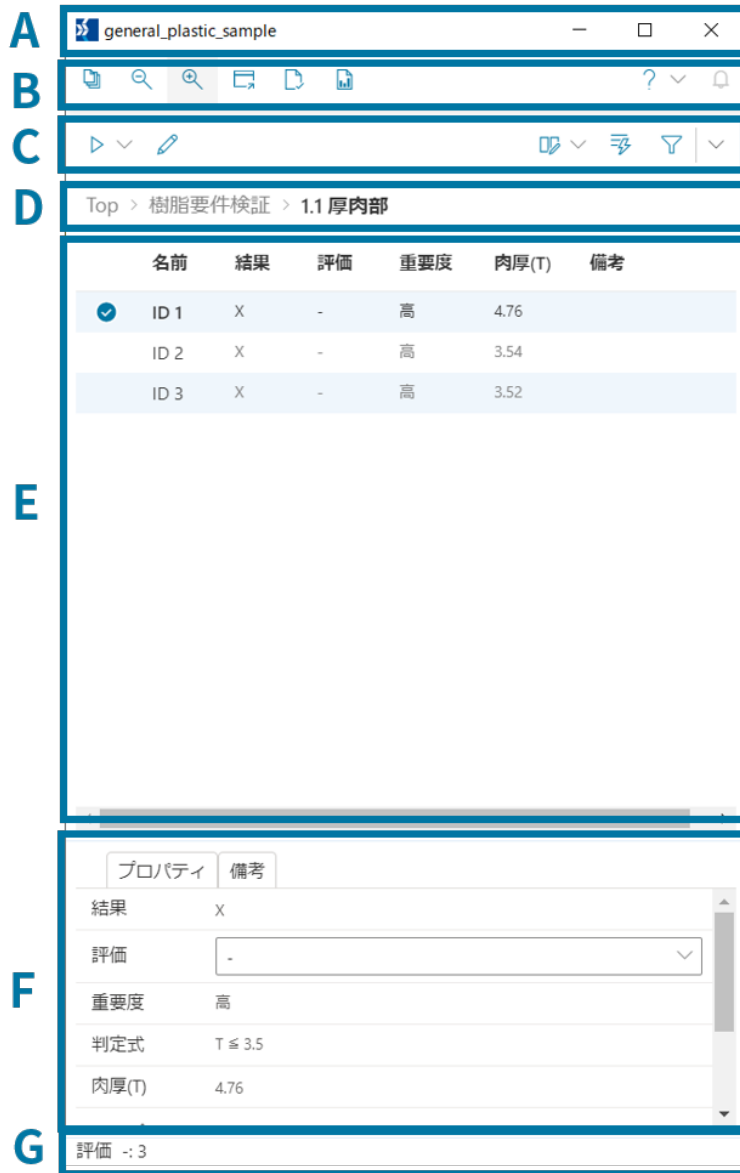 A
general_plastic_sample
B
C
D
Top > 樹脂要件検証 > 1.1 厚肉部
名前 結果 評価 重要度 肉厚(T) 備考
ID 1 X - 高 4.76
ID 2 X - 高 3.54
ID 3 X - 高 3.52
E
プロパティ 備考
結果 X
評価 -
F
重要度 高
判定式 T ≦ 3.5
肉厚(T) 4.76
G
評価 -: 3